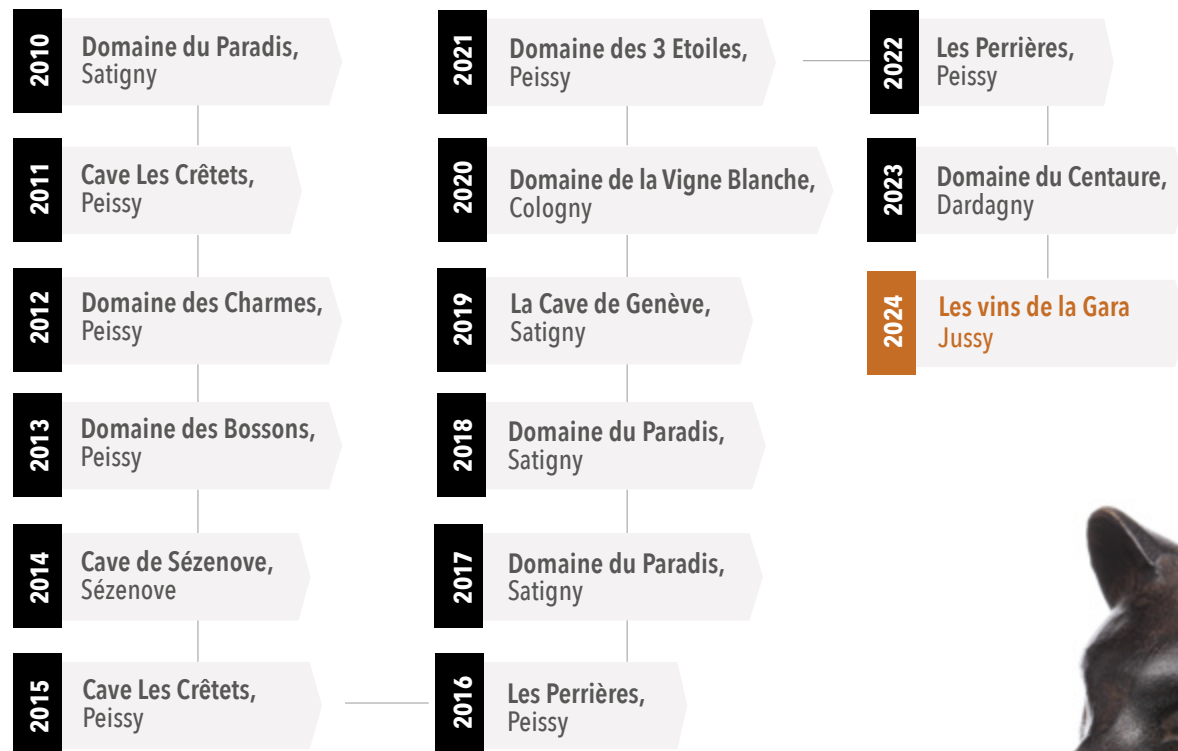 2010
Domaine du Paradis,
Satigny
2011
Cave Les Crêtets,
Peissy
2012
Domaine des Charmes,
Peissy
2013
Domaine des Bossons,
Peissy
2014
Cave de Sézenove,
Sézenove
2015
Cave Les Crêtets,
Peissy
2016
Les Perrières,
Peissy
2017
Domaine du Paradis,
Satigny
2018
Domaine du Paradis,
Satigny
2019
La Cave de Genève,
Satigny
2020
Domaine de la Vigne Blanche,
Cologny
2021
Domaine des 3 Etoiles,
Peissy
2022
Les Perrières,
Peissy
2023
Domaine du Centaure,
Dardagny
2024
Les vins de la Gara
Jussy